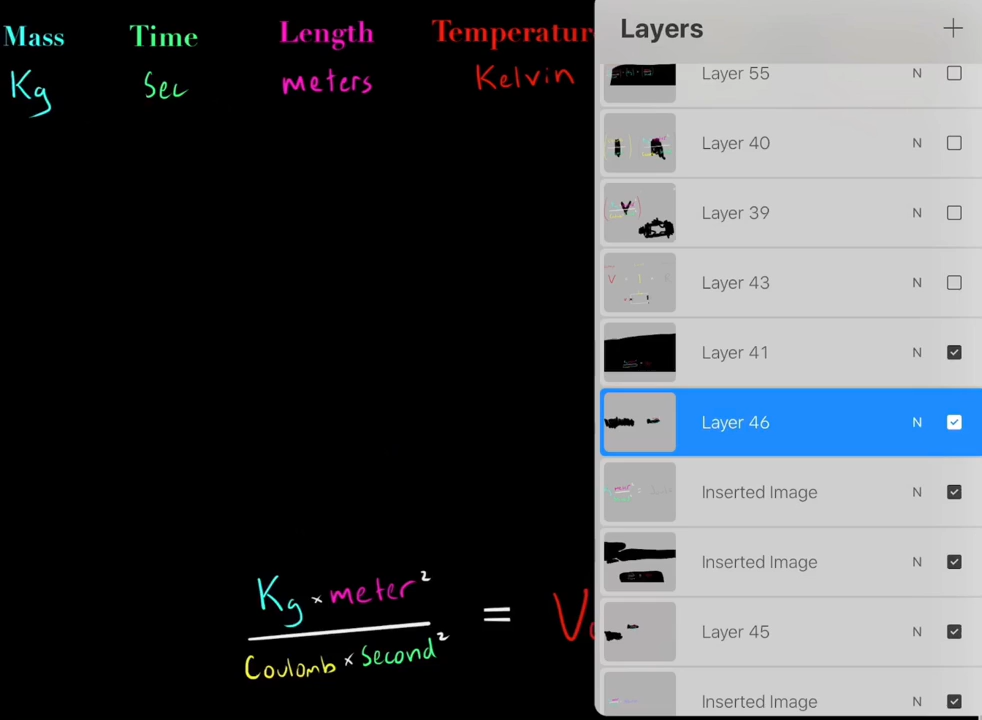 Mass Time Length Temperatur
Kg Sec meters Kelvin
Kg × meter²
Coulomb × Second²
=
Layers +
Layer 55 N
Layer 40 N
Layer 39 N
Layer 43 N
Layer 41 N
Layer 46 N
Inserted Image N
Inserted Image N
Layer 45 N
Inserted Image N